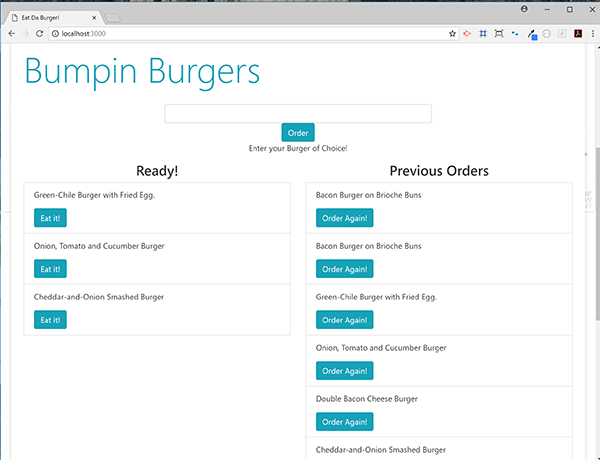 Eat Da Burger!
localhost:3000
Bumpin Burgers
Order
Enter your Burger of Choice!
Ready!
Green-Chile Burger with Fried Egg.
Eat it!
Onion, Tomato and Cucumber Burger
Eat it!
Cheddar-and-Onion Smashed Burger
Eat it!
Previous Orders
Bacon Burger on Brioche Buns
Order Again!
Bacon Burger on Brioche Buns
Order Again!
Green-Chile Burger with Fried Egg.
Order Again!
Onion, Tomato and Cucumber Burger
Order Again!
Double Bacon Cheese Burger
Order Again!
Cheddar-and-Onion Smashed Burger